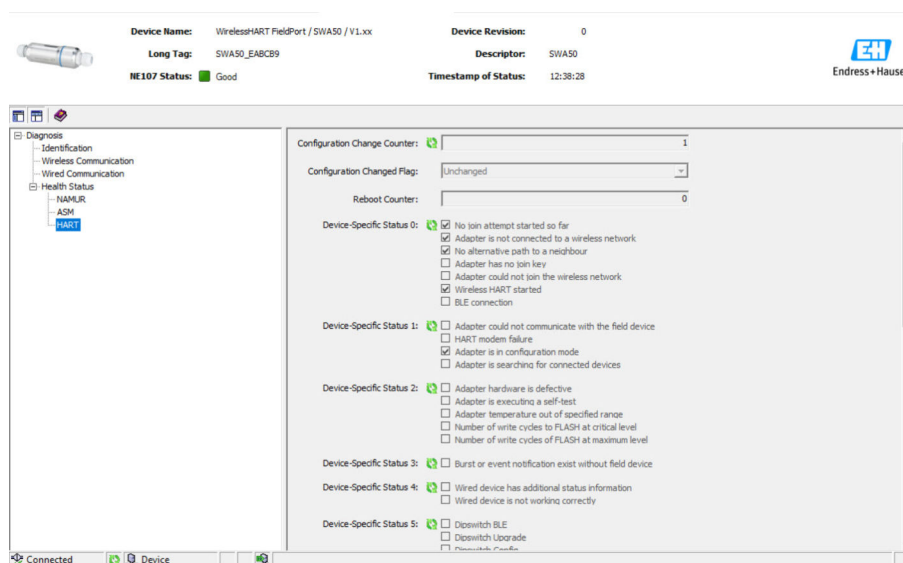 Device Name: WirelessHART FieldPort / SWA50 / V1.xx Device Revision: 0
Long Tag: SWA50_EABCB9 Descriptor: SWA50
NE107 Status: Good Timestamp of Status: 12:38:28
EH
Endress+Hause
Diagnosis
Identification
Wireless Communication
Wired Communication
Health Status
NAMUR
ASM
HART
Configuration Change Counter: 1
Configuration Changed Flag: Unchanged
Reboot Counter: 0
Device-Specific Status 0: No join attempt started so far
Adapter is not connected to a wireless network
No alternative path to a neighbour
Adapter has no join key
Adapter could not join the wireless network
Wireless HART started
BLE connection
Device-Specific Status 1: Adapter could not communicate with the field device
HART modem failure
Adapter is in configuration mode
Adapter is searching for connected devices
Device-Specific Status 2: Adapter hardware is defective
Adapter is executing a self-test
Adapter temperature out of specified range
Number of write cycles to FLASH at critical level
Number of write cycles of FLASH at maximum level
Device-Specific Status 3: Burst or event notification exist without field device
Device-Specific Status 4: Wired device has additional status information
Wired device is not working correctly
Device-Specific Status 5: Dipswitch BLE
Dipswitch Upgrade
Dipswitch Config
Connected Device